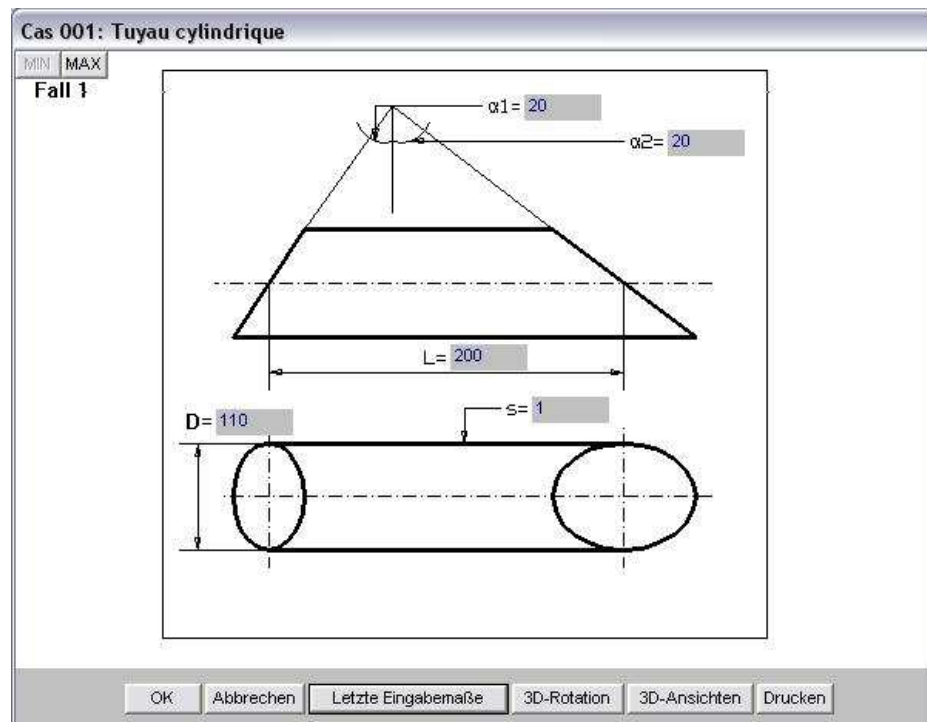 Cas 001: Tuyau cylindrique
MIN MAX
Fall 1
α1= 20
α2= 20
L= 200
D= 110
s= 1
OK Abbrechen Letzte Eingabemaße 3D-Rotation 3D-Ansichten Drucken